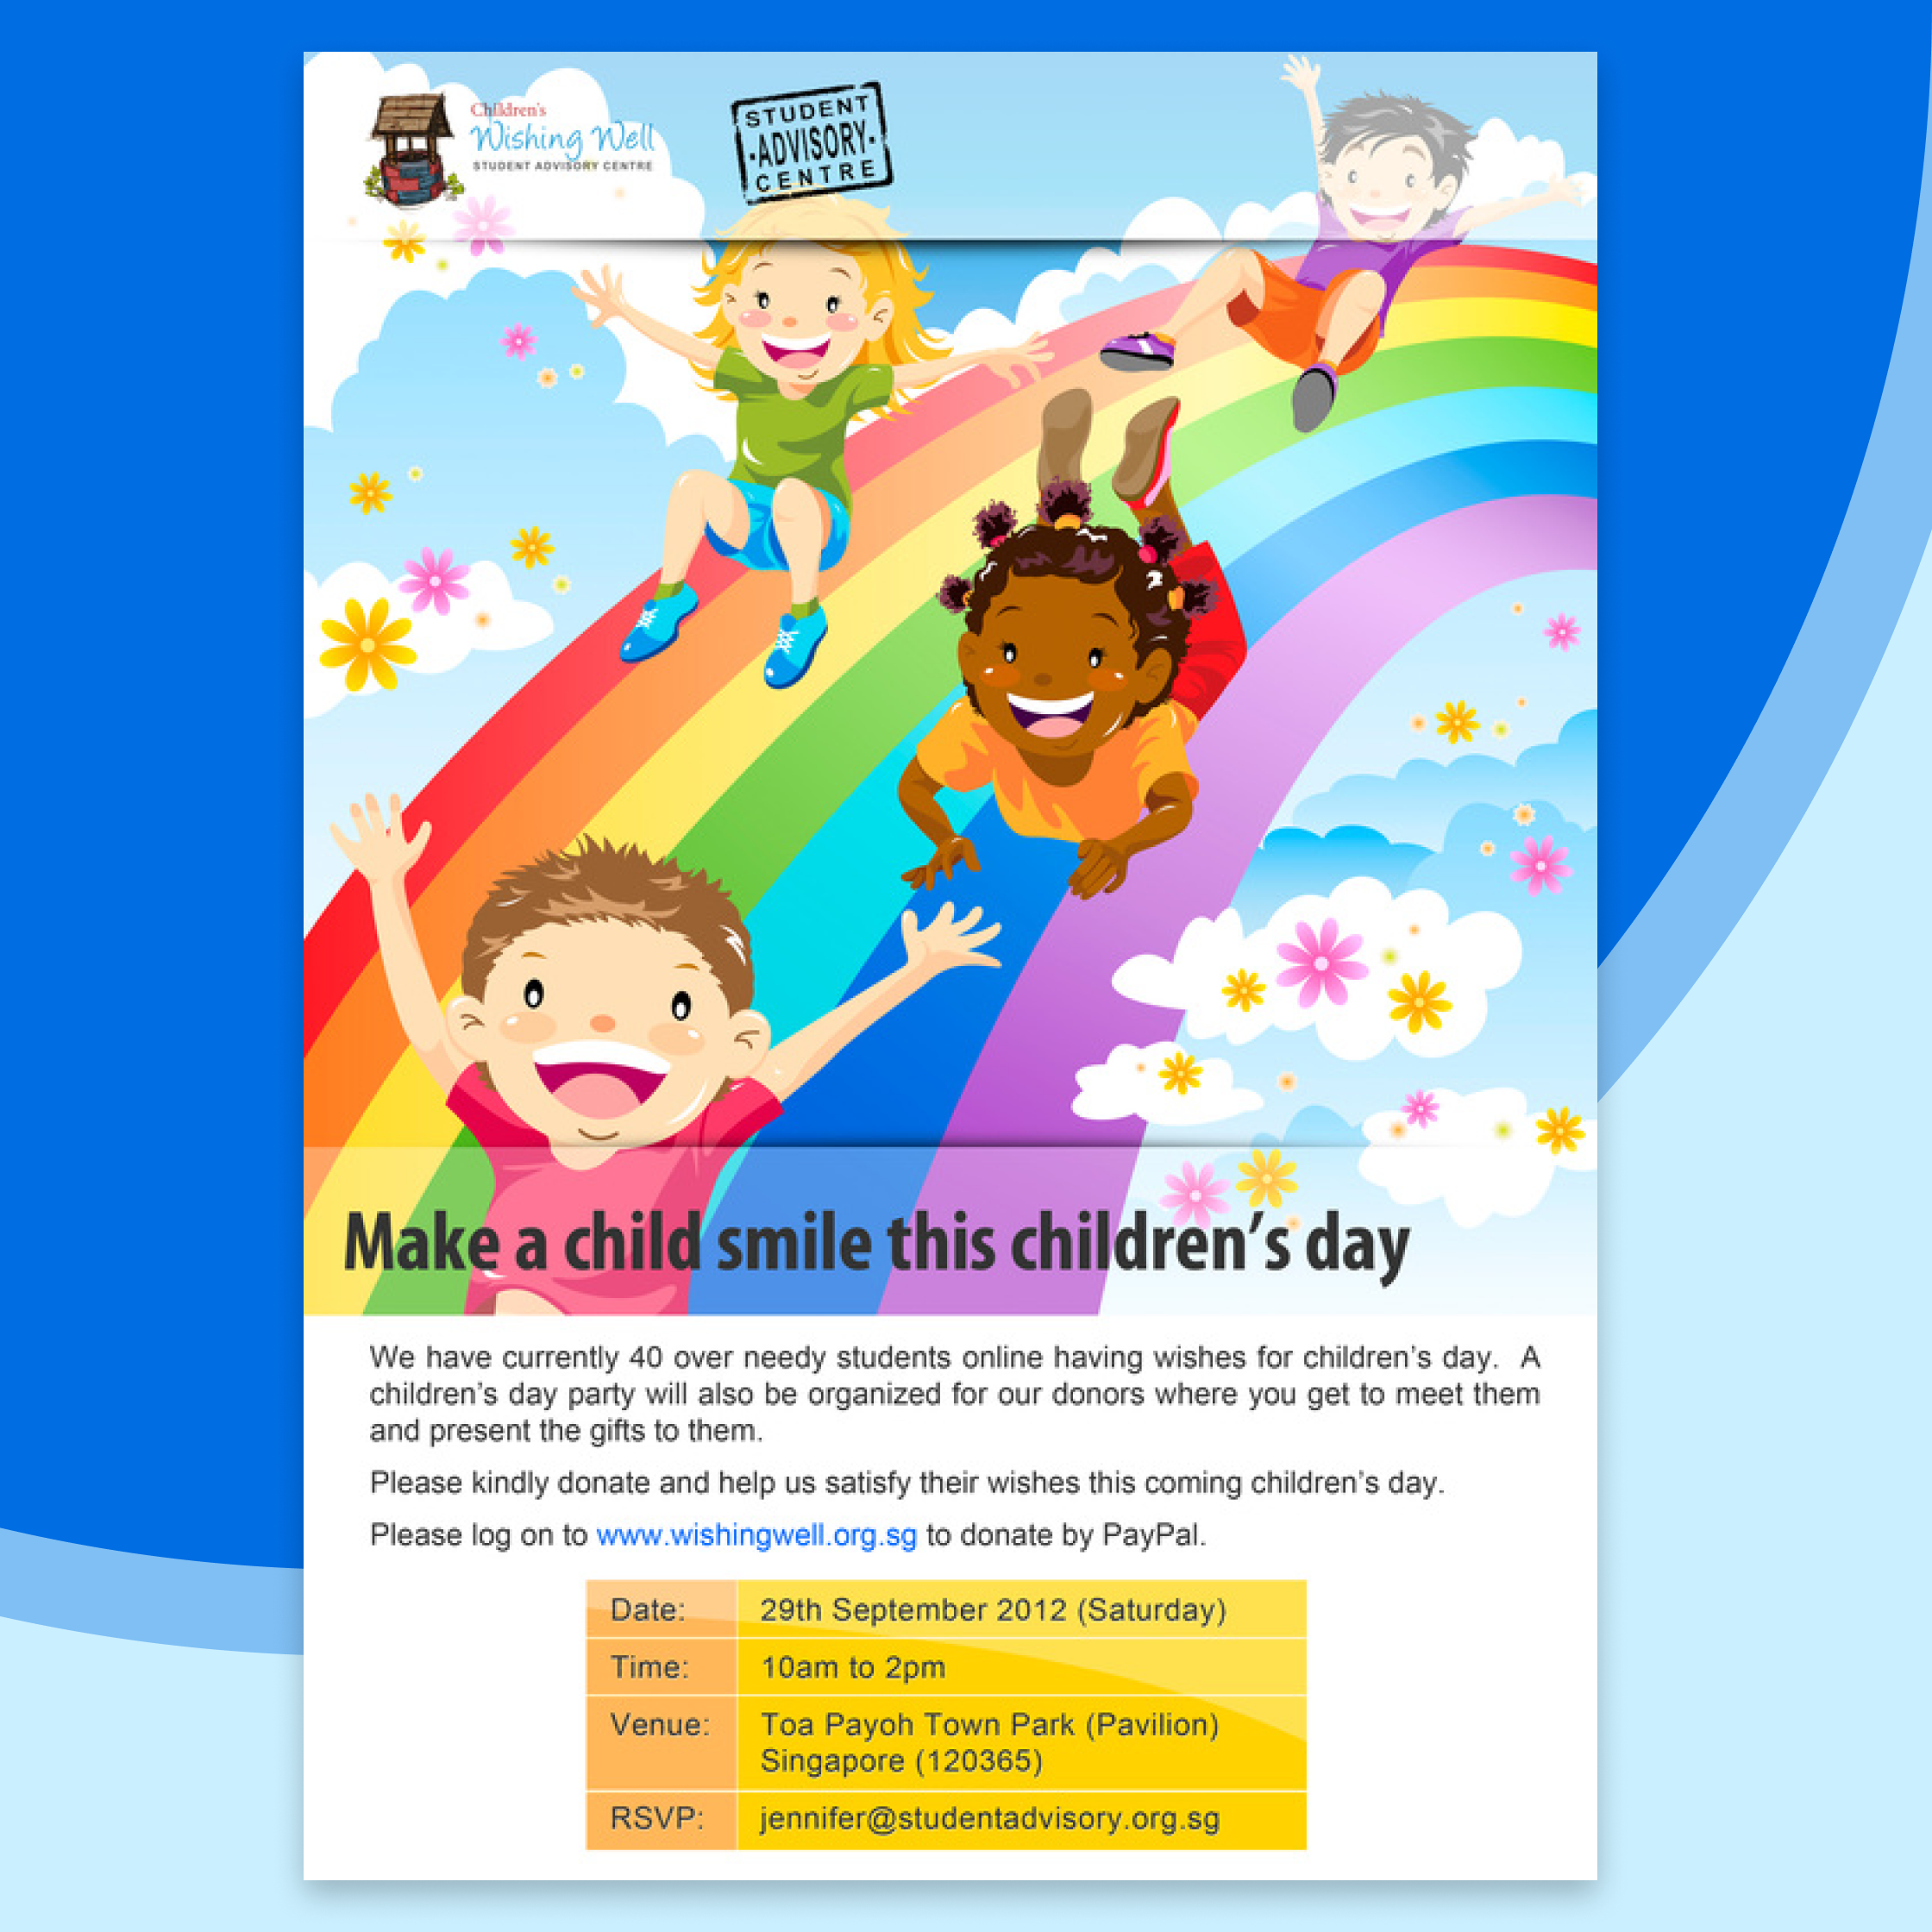 Children's
Wishing Well
STUDENT ADVISORY CENTRE
STUDENT
·ADVISORY·
CENTRE
Make a child smile this children's day
We have currently 40 over needy students online having wishes for children's day. A
children's day party will also be organized for our donors where you get to meet them
and present the gifts to them.
Please kindly donate and help us satisfy their wishes this coming children's day.
Please log on to www.wishingwell.org.sg to donate by PayPal.
Date: 29th September 2012 (Saturday)
Time: 10am to 2pm
Venue: Toa Payoh Town Park (Pavilion)
Singapore (120365)
RSVP: jennifer@studentadvisory.org.sg